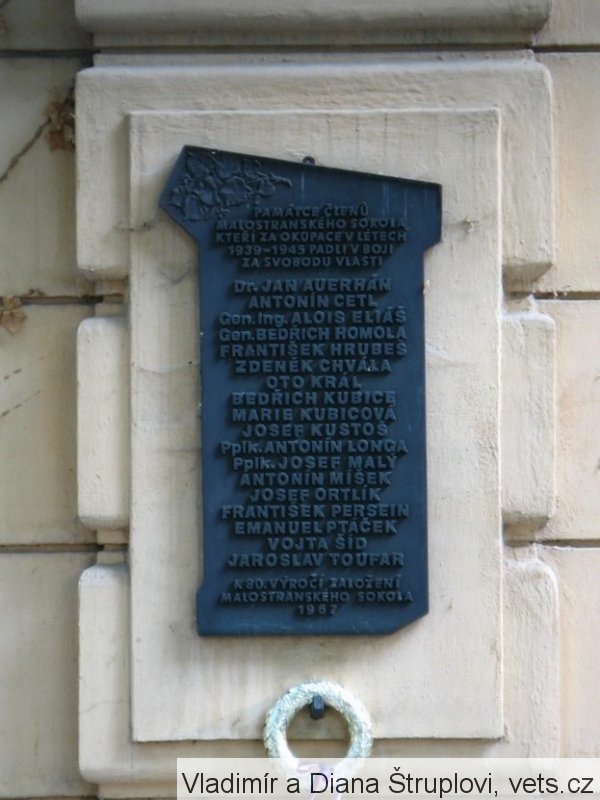 PAMÁTCE ČLENŮ
MALOSTRANSKÉHO SOKOLA
KTEŘÍ ZA OKUPACE V LETECH
1939-1945 PADLI V BOJI
ZA SVOBODU VLASTI
Dr. JAN AUERHÁN
ANTONÍN CETL
Gen. Ing. ALOIS ELIÁŠ
Gen. BEDŘICH HOMOLA
FRANTIŠEK HRUBEŠ
ZDENĚK CHVÁLA
OTO KRÁL
BEDŘICH KUBICE
MARIE KUBICOVÁ
JOSEF KUSTOŠ
Pplk. ANTONÍN LONGA
Pplk. JOSEF MALÝ
ANTONÍN MÍŠEK
JOSEF ORTLÍK
FRANTIŠEK PERSEIN
EMANUEL PTÁČEK
VOJTA ŠÍD
JAROSLAV TOUFAR
K 80. VÝROČÍ ZALOŽENÍ
MALOSTRANSKÉHO SOKOLA
1967
Vladimír a Diana Štruplovi, vets.cz